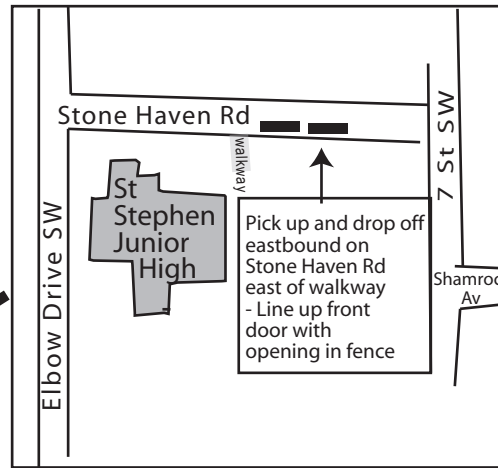 Stone Haven Rd
walkway
7 St SW
St
Stephen
Junior
High
Elbow Drive SW
Pick up and drop off
eastbound on
Stone Haven Rd
east of walkway
- Line up front
door with
opening in fence
Av